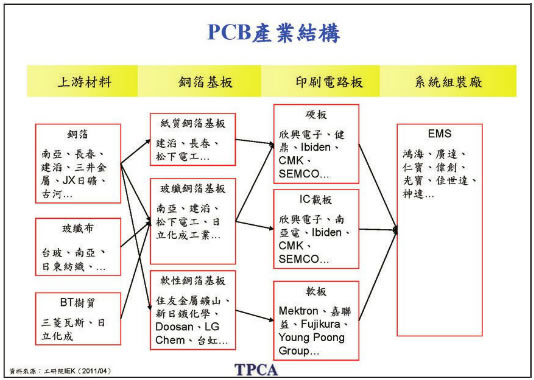 PCB產業結構
上游材料
銅箔基板
印刷電路板
系統組裝廠
銅箔
南亞、長春、
建滔、三井金
屬、JX日礦、
古河…
玻纖布
台玻、南亞、
日東紡織、…
BT樹質
三菱瓦斯、日
立化成
紙質銅箔基板
建滔、長春、
松下電工…
玻纖銅箔基板
南亞、建滔、
松下電工、日
立化成工業…
軟性銅箔基板
住友金屬礦山、
新日鐵化學、
Doosan、LG
Chem、台虹…
硬板
欣興電子、健
鼎、Ibiden、
CMK、
SEMCO…
IC載板
欣興電子、南
亞電、Ibiden、
CMK、
SEMCO…
軟板
Mektron、嘉聯
益、Fujikura、
Young Poong
Group…
EMS
鴻海、廣達、
仁寶、偉創、
光寶、佳世達、
神達…
資料來源：工研院IEK（2011/04）
TPCA